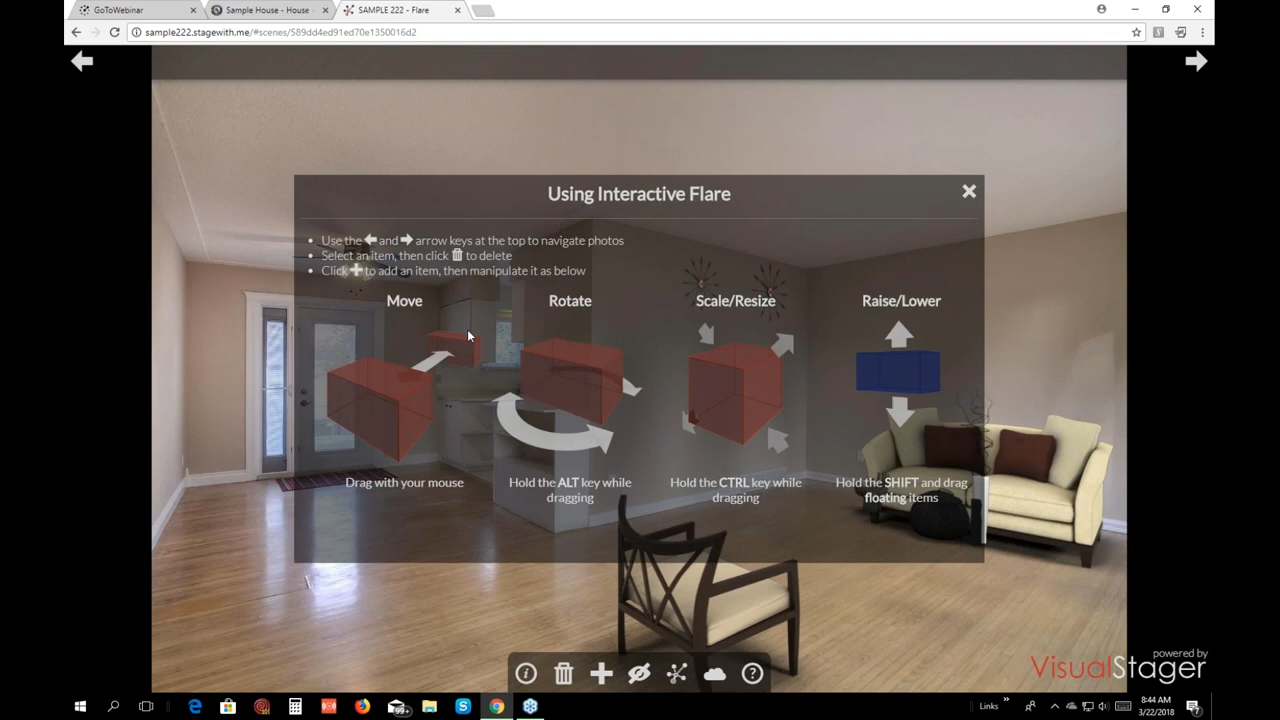 GoToWebinar
Sample House - House
SAMPLE 222 - Flare
sample222.stagewith.me/#scenes/589dd4ed91ed70e1350016d2
Using Interactive Flare
Use the and arrow keys at the top to navigate photos
Select an item, then click to delete
Click to add an item, then manipulate it as below
Move
Rotate
Scale/Resize
Raise/Lower
Drag with your mouse
Hold the ALT key while
dragging
Hold the CTRL key while
dragging
Hold the SHIFT and drag
floating items
powered by
VisualStager
99+
Links
8:44 AM
3/22/2018